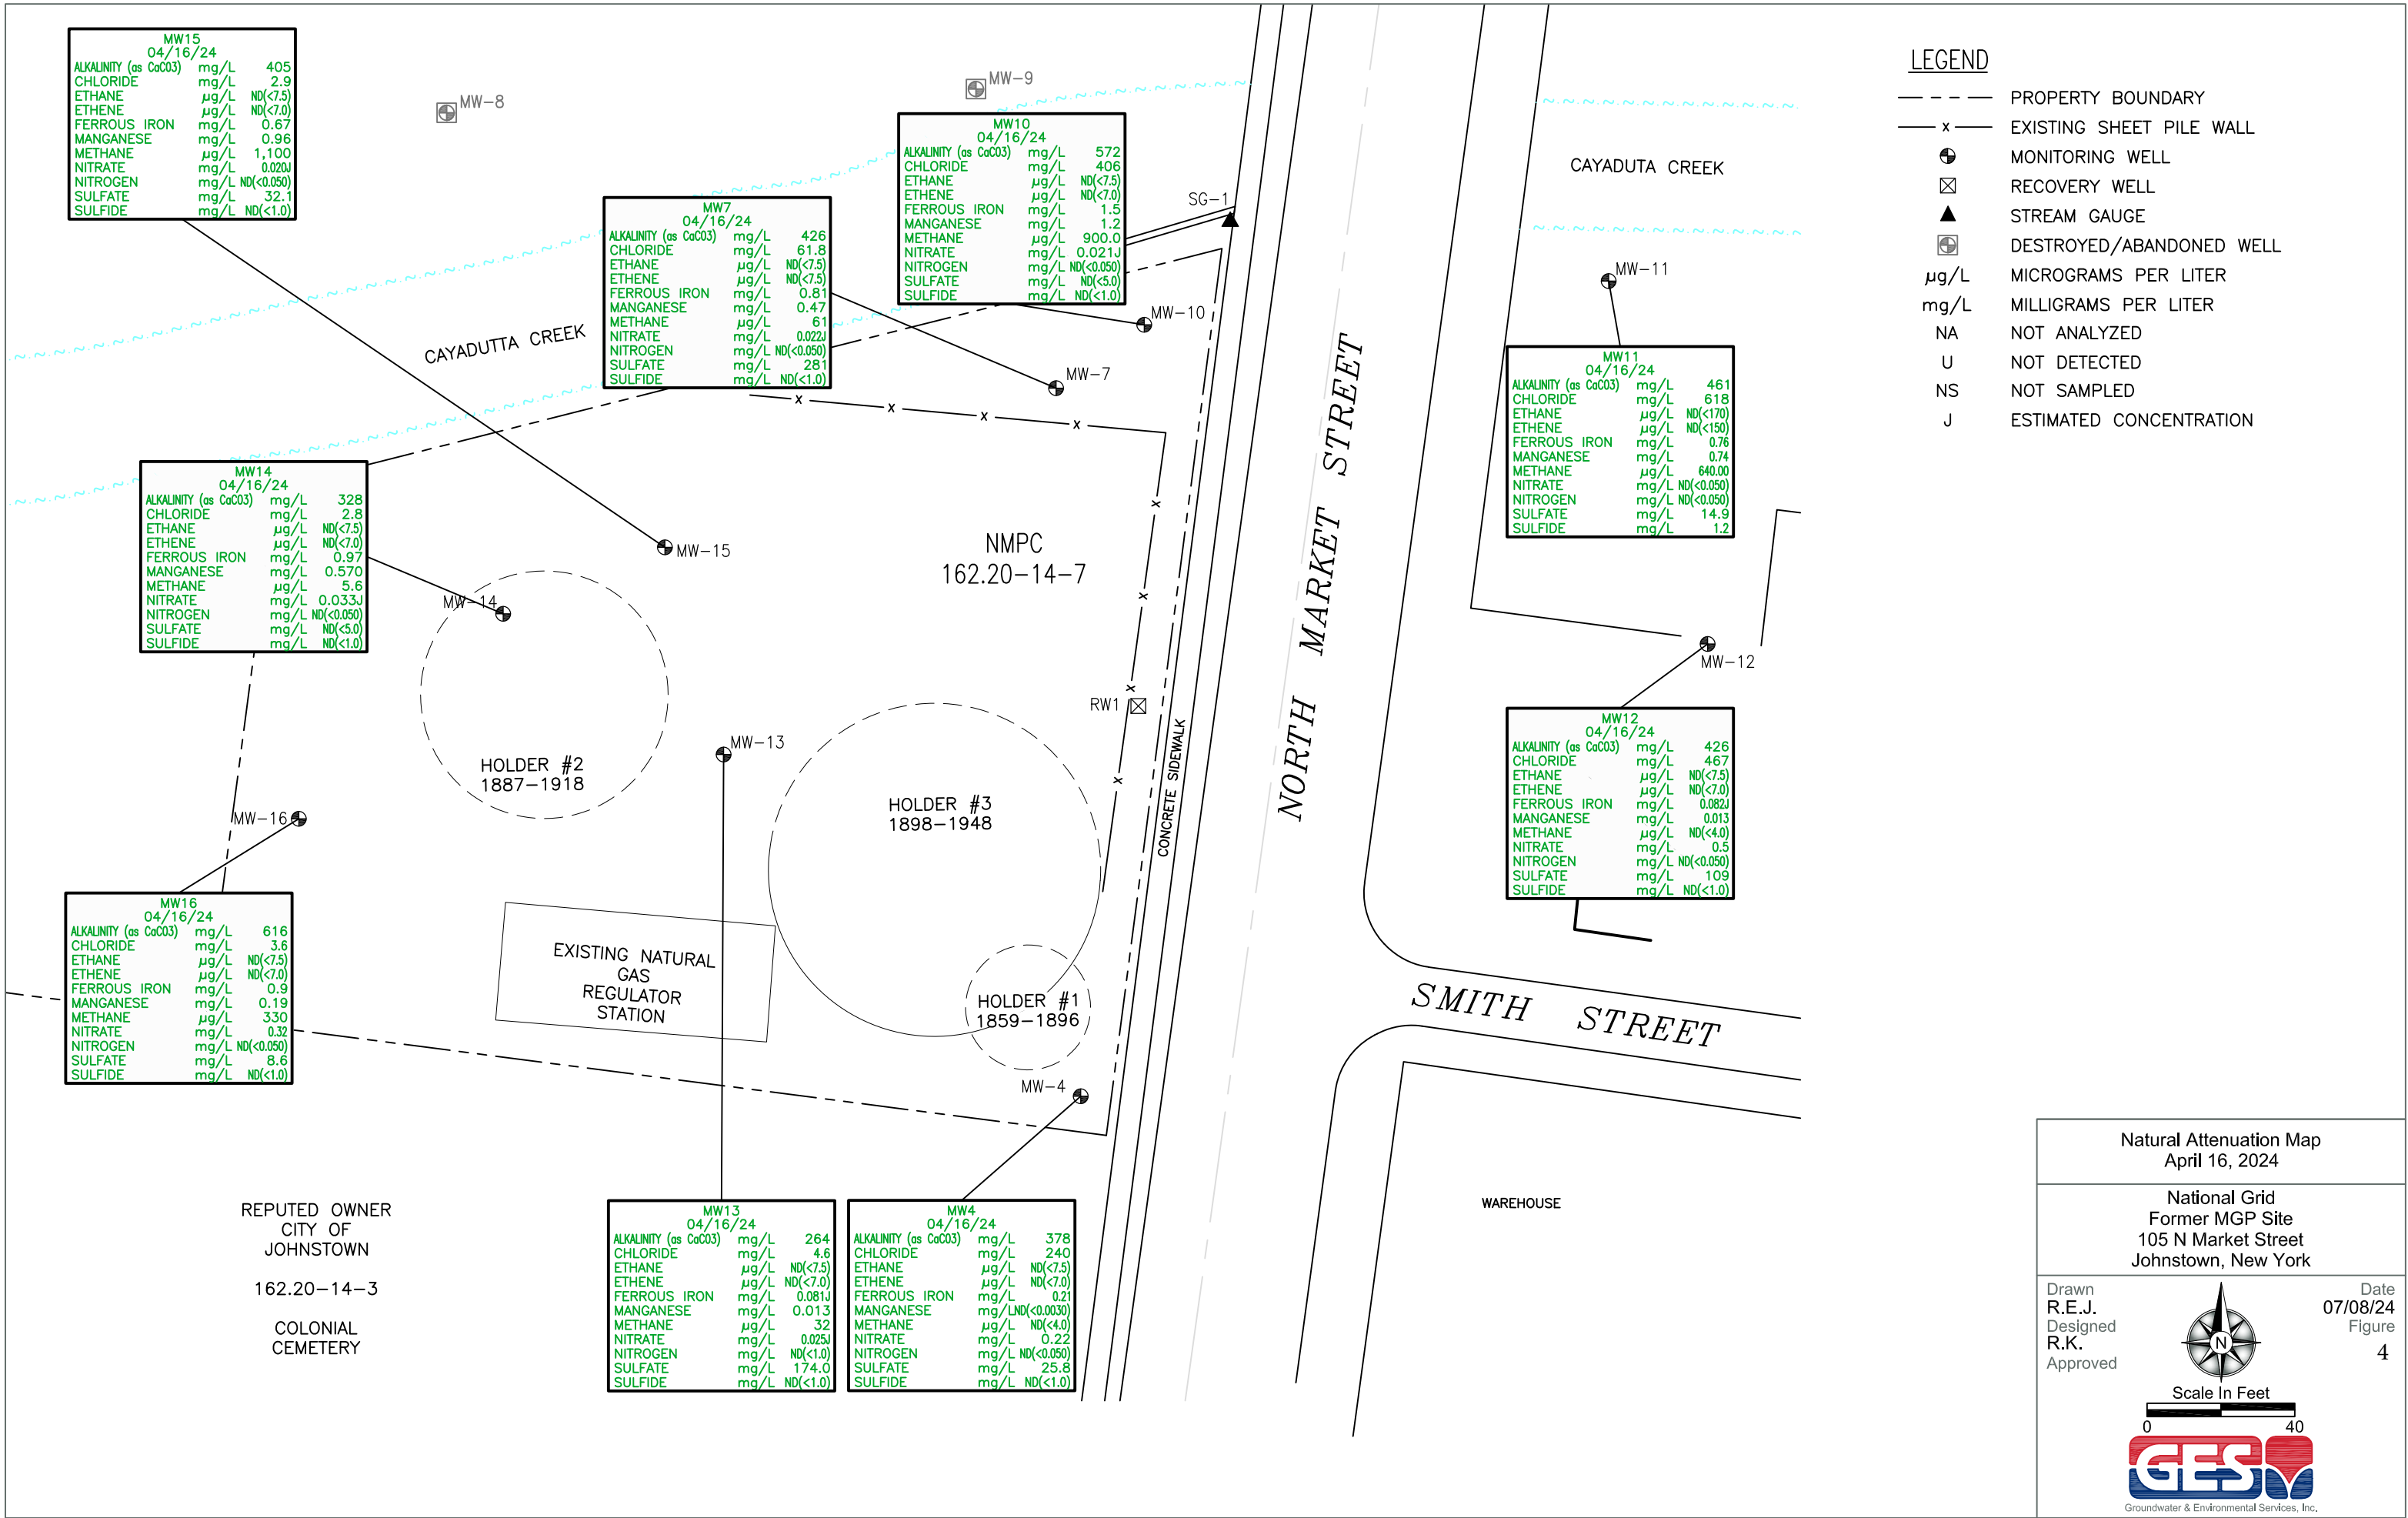 MW15
04/16/24
ALKALINITY (as CaCO3) mg/L 405
CHLORIDE mg/L 2.9
ETHANE µg/L ND(<7.5)
ETHENE µg/L ND(<7.0)
FERROUS IRON mg/L 0.67
MANGANESE mg/L 0.96
METHANE µg/L 1,100
NITRATE mg/L 0.020J
NITROGEN mg/L ND(<0.050)
SULFATE mg/L 32.1
SULFIDE mg/L ND(<1.0)
MW-8
MW-9
MW10
04/16/24
ALKALINITY (as CaCO3) mg/L 572
CHLORIDE mg/L 406
ETHANE µg/L ND(<7.5)
ETHENE µg/L ND(<7.0)
FERROUS IRON mg/L 1.5
MANGANESE mg/L 1.2
METHANE µg/L 900.0
NITRATE mg/L 0.021J
NITROGEN mg/L ND(<0.050)
SULFATE mg/L ND(<5.0)
SULFIDE mg/L ND(<1.0)
MW7
04/16/24
ALKALINITY (as CaCO3) mg/L 426
CHLORIDE mg/L 61.8
ETHANE µg/L ND(<7.5)
ETHENE µg/L ND(<7.5)
FERROUS IRON mg/L 0.81
MANGANESE mg/L 0.47
METHANE µg/L 61
NITRATE mg/L 0.022J
NITROGEN mg/L ND(<0.050)
SULFATE mg/L 281
SULFIDE mg/L ND(<1.0)
SG-1
CAYADUTTA CREEK
CAYADUTA CREEK
MW-10
MW-7
MW-11
MW11
04/16/24
ALKALINITY (as CaCO3) mg/L 461
CHLORIDE mg/L 618
ETHANE µg/L ND(<170)
ETHENE µg/L ND(<150)
FERROUS IRON mg/L 0.76
MANGANESE mg/L 0.74
METHANE µg/L 640.00
NITRATE mg/L ND(<0.050)
NITROGEN mg/L ND(<0.050)
SULFATE mg/L 14.9
SULFIDE mg/L 1.2
MW14
04/16/24
ALKALINITY (as CaCO3) mg/L 328
CHLORIDE mg/L 2.8
ETHANE µg/L ND(<7.5)
ETHENE µg/L ND(<7.0)
FERROUS IRON mg/L 0.97
MANGANESE mg/L 0.570
METHANE µg/L 5.6
NITRATE mg/L 0.033J
NITROGEN mg/L ND(<0.050)
SULFATE mg/L ND(<5.0)
SULFIDE mg/L ND(<1.0)
MW-15
MW-14
NMPC
162.20-14-7
NORTH MARKET STREET
MW-12
MW12
04/16/24
ALKALINITY (as CaCO3) mg/L 426
CHLORIDE mg/L 467
ETHANE µg/L ND(<7.5)
ETHENE µg/L ND(<7.0)
FERROUS IRON mg/L 0.082J
MANGANESE mg/L 0.013
METHANE µg/L ND(<4.0)
NITRATE mg/L 0.5
NITROGEN mg/L ND(<0.050)
SULFATE mg/L 109
SULFIDE mg/L ND(<1.0)
RW1
CONCRETE SIDEWALK
MW-13
HOLDER #2
1887-1918
HOLDER #3
1898-1948
MW-16
MW16
04/16/24
ALKALINITY (as CaCO3) mg/L 616
CHLORIDE mg/L 3.6
ETHANE µg/L ND(<7.5)
ETHENE µg/L ND(<7.0)
FERROUS IRON mg/L 0.9
MANGANESE mg/L 0.19
METHANE µg/L 330
NITRATE mg/L 0.32
NITROGEN mg/L ND(<0.050)
SULFATE mg/L 8.6
SULFIDE mg/L ND(<1.0)
EXISTING NATURAL
GAS
REGULATOR
STATION
HOLDER #1
1859-1896
SMITH STREET
MW-4
MW13
04/16/24
ALKALINITY (as CaCO3) mg/L 264
CHLORIDE mg/L 4.6
ETHANE µg/L ND(<7.5)
ETHENE µg/L ND(<7.0)
FERROUS IRON mg/L 0.081J
MANGANESE mg/L 0.013
METHANE µg/L 32
NITRATE mg/L 0.025J
NITROGEN mg/L ND(<1.0)
SULFATE mg/L 174.0
SULFIDE mg/L ND(<1.0)
MW4
04/16/24
ALKALINITY (as CaCO3) mg/L 378
CHLORIDE mg/L 240
ETHANE µg/L ND(<7.5)
ETHENE µg/L ND(<7.0)
FERROUS IRON mg/L 0.21
MANGANESE mg/L ND(<0.0030)
METHANE µg/L ND(<4.0)
NITRATE mg/L 0.22
NITROGEN mg/L ND(<0.050)
SULFATE mg/L 25.8
SULFIDE mg/L ND(<1.0)
REPUTED OWNER
CITY OF
JOHNSTOWN
162.20-14-3
COLONIAL
CEMETERY
WAREHOUSE
LEGEND
PROPERTY BOUNDARY
x EXISTING SHEET PILE WALL
MONITORING WELL
RECOVERY WELL
STREAM GAUGE
DESTROYED/ABANDONED WELL
µg/L MICROGRAMS PER LITER
mg/L MILLIGRAMS PER LITER
NA NOT ANALYZED
U NOT DETECTED
NS NOT SAMPLED
J ESTIMATED CONCENTRATION
Natural Attenuation Map
April 16, 2024
National Grid
Former MGP Site
105 N Market Street
Johnstown, New York
Drawn
R.E.J.
Designed
R.K.
Approved
N
Date
07/08/24
Figure
4
Scale In Feet
0 40
GES
Groundwater & Environmental Services, Inc.